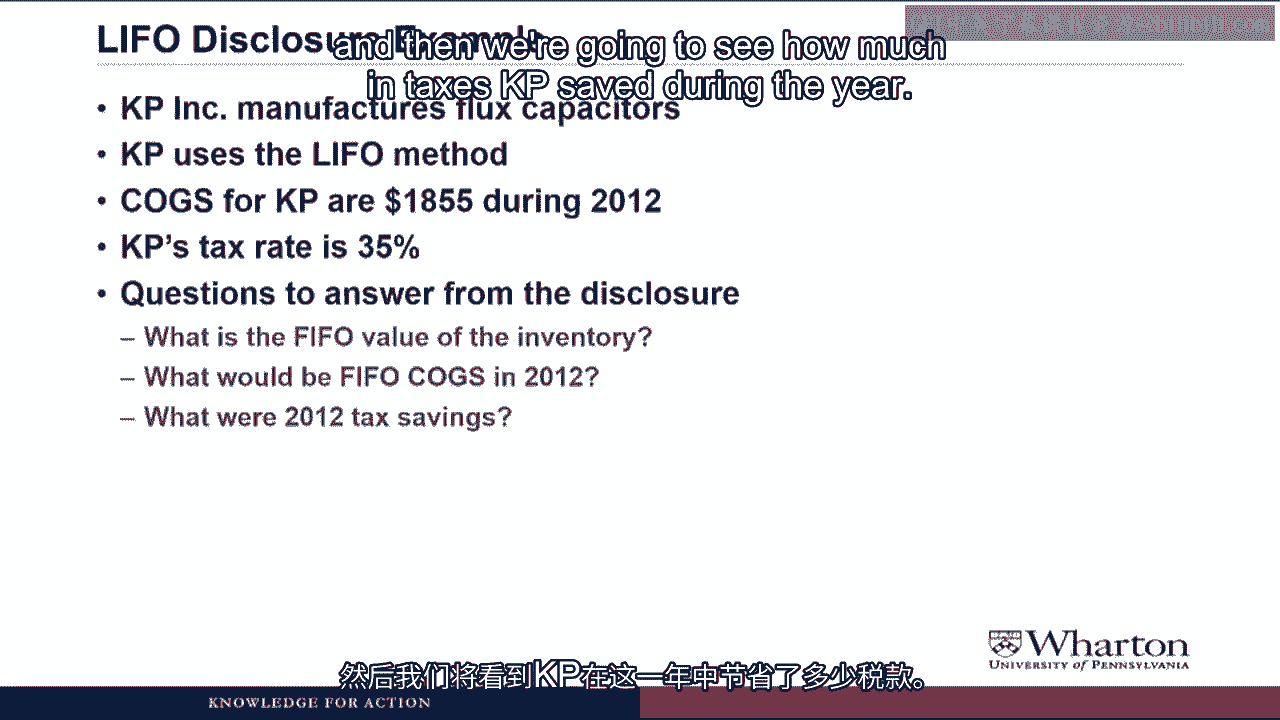 LIFO Disclosure Example
and then we're going to see how much
in taxes KP saved during the year.
• KP Inc. manufactures flux capacitors
• KP uses the LIFO method
• COGS for KP are $1855 during 2012
• KP's tax rate is 35%
• Questions to answer from the disclosure
– What is the FIFO value of the inventory?
– What would be FIFO COGS in 2012?
– What were 2012 tax savings?
Wharton
UNIVERSITY OF PENNSYLVANIA
然后我们将看到KP在这一年中节省了多少税款。
KNOWLEDGE FOR ACTION